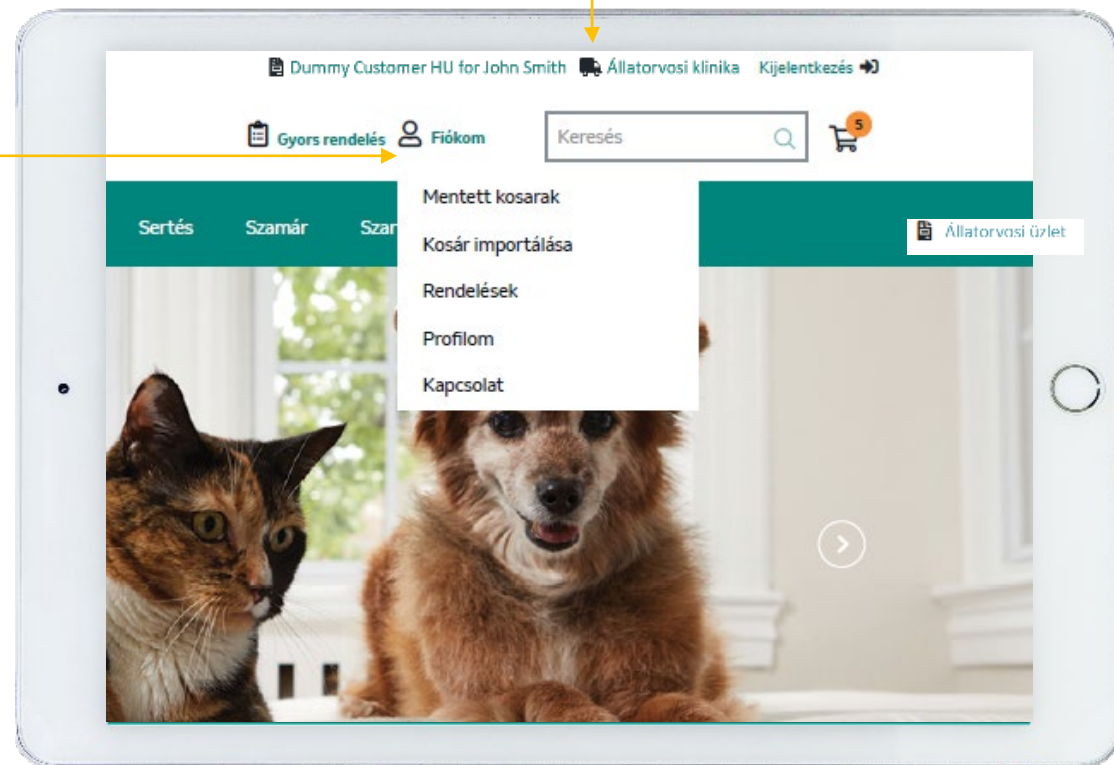 Dummy Customer HU for John Smith Állatorvosi klinika Kijelentkezés
Gyors rendelés Fiókom Keresés 5
Mentett kosarak
Sertés Szamár Szar
Állatorvosi üzlet
Kosár importálása
Rendelések
Profilom
Kapcsolat